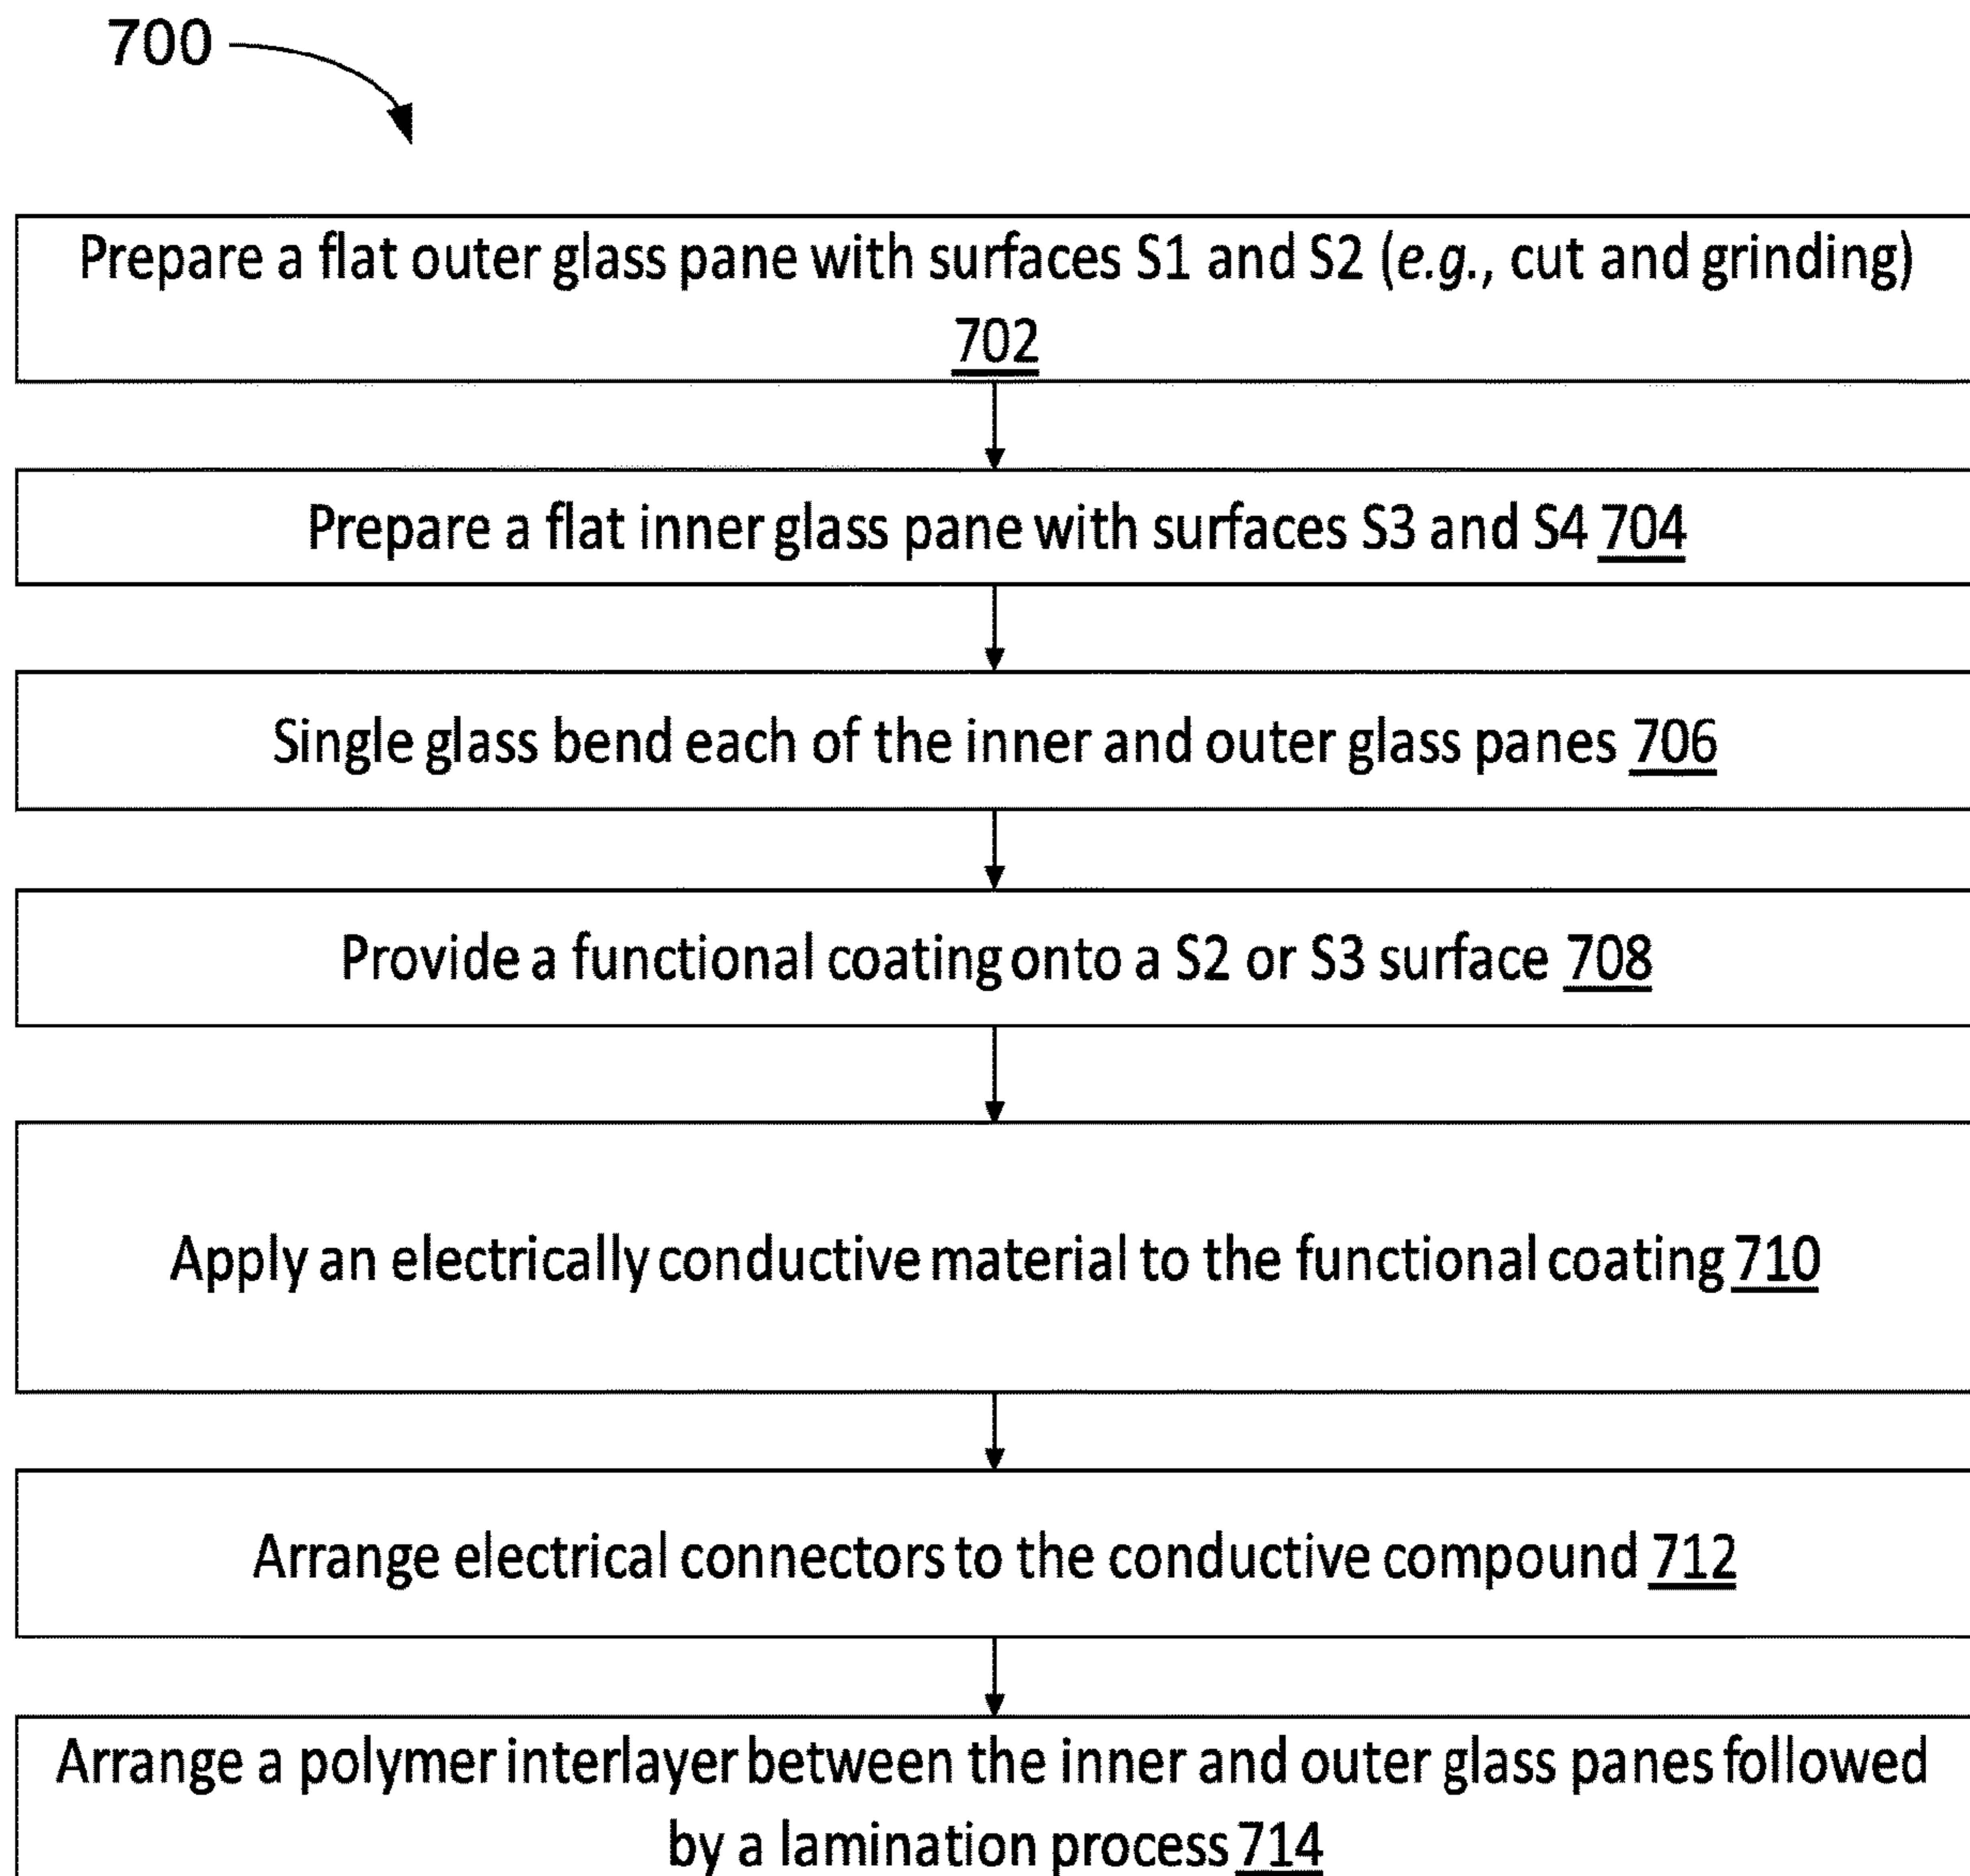 700
Prepare a flat outer glass pane with surfaces S1 and S2 (e.g., cut and grinding)
702
Prepare a flat inner glass pane with surfaces S3 and S4 704
Single glass bend each of the inner and outer glass panes 706
Provide a functional coating onto a S2 or S3 surface 708
Apply an electrically conductive material to the functional coating 710
Arrange electrical connectors to the conductive compound 712
Arrange a polymer interlayer between the inner and outer glass panes followed
by a lamination process 714